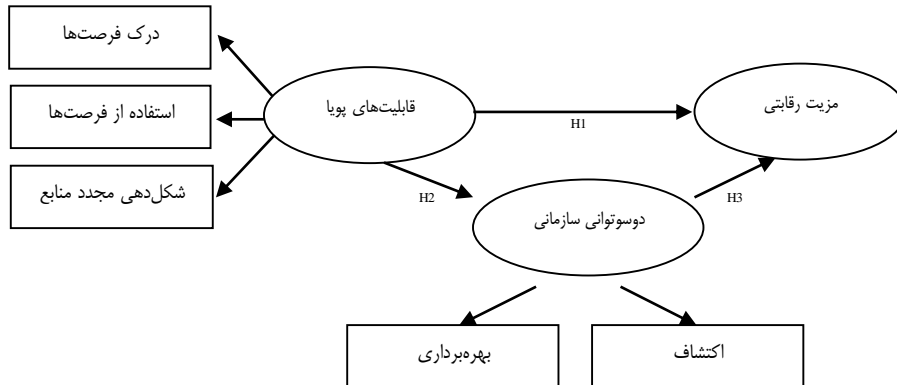 درک فرصت‌ها
استفاده از فرصت‌ها
شکل‌دهی مجدد منابع
قابلیت‌های پویا
مزیت رقابتی
H1
H2
H3
دوسوتوانی سازمانی
بهره‌برداری
اکتشاف